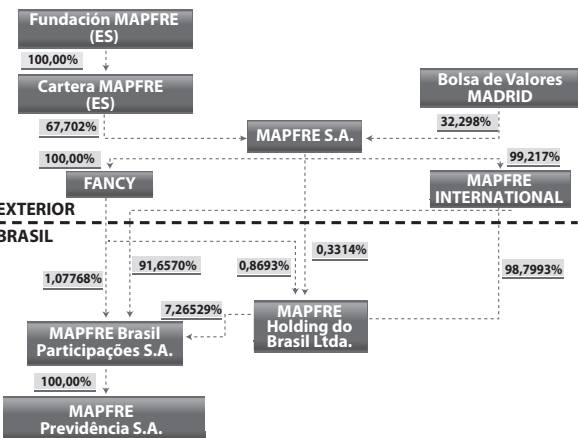 Fundación MAPFRE
(ES)
100,00%
Cartera MAPFRE
(ES)
Bolsa de Valores
MADRID
67,702%
32,298%
MAPFRE S.A.
100,00%
99,217%
FANCY
MAPFRE
INTERNATIONAL
EXTERIOR
BRASIL
1,07768%
91,6570%
0,8693%
0,3314%
98,7993%
7,26529%
MAPFRE
Holding do
Brasil Ltda.
MAPFRE Brasil
Participações S.A.
100,00%
MAPFRE
Previdência S.A.